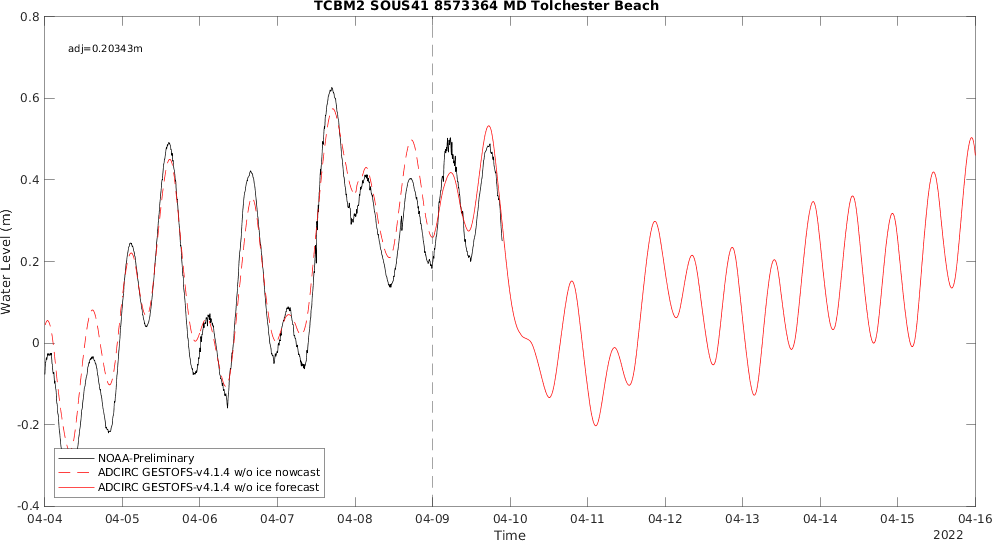 TCBM2 SOUS41 8573364 MD Tolchester Beach
adj=0.20343m
Water Level (m)
0.8
0.6
0.4
0.2
0
-0.2
-0.4
NOAA-Preliminary
ADCIRC GESTOFS-v4.1.4 w/o ice nowcast
ADCIRC GESTOFS-v4.1.4 w/o ice forecast
04-04 04-05 04-06 04-07 04-08 04-09 04-10 04-11 04-12 04-13 04-14 04-15 04-16
Time
2022